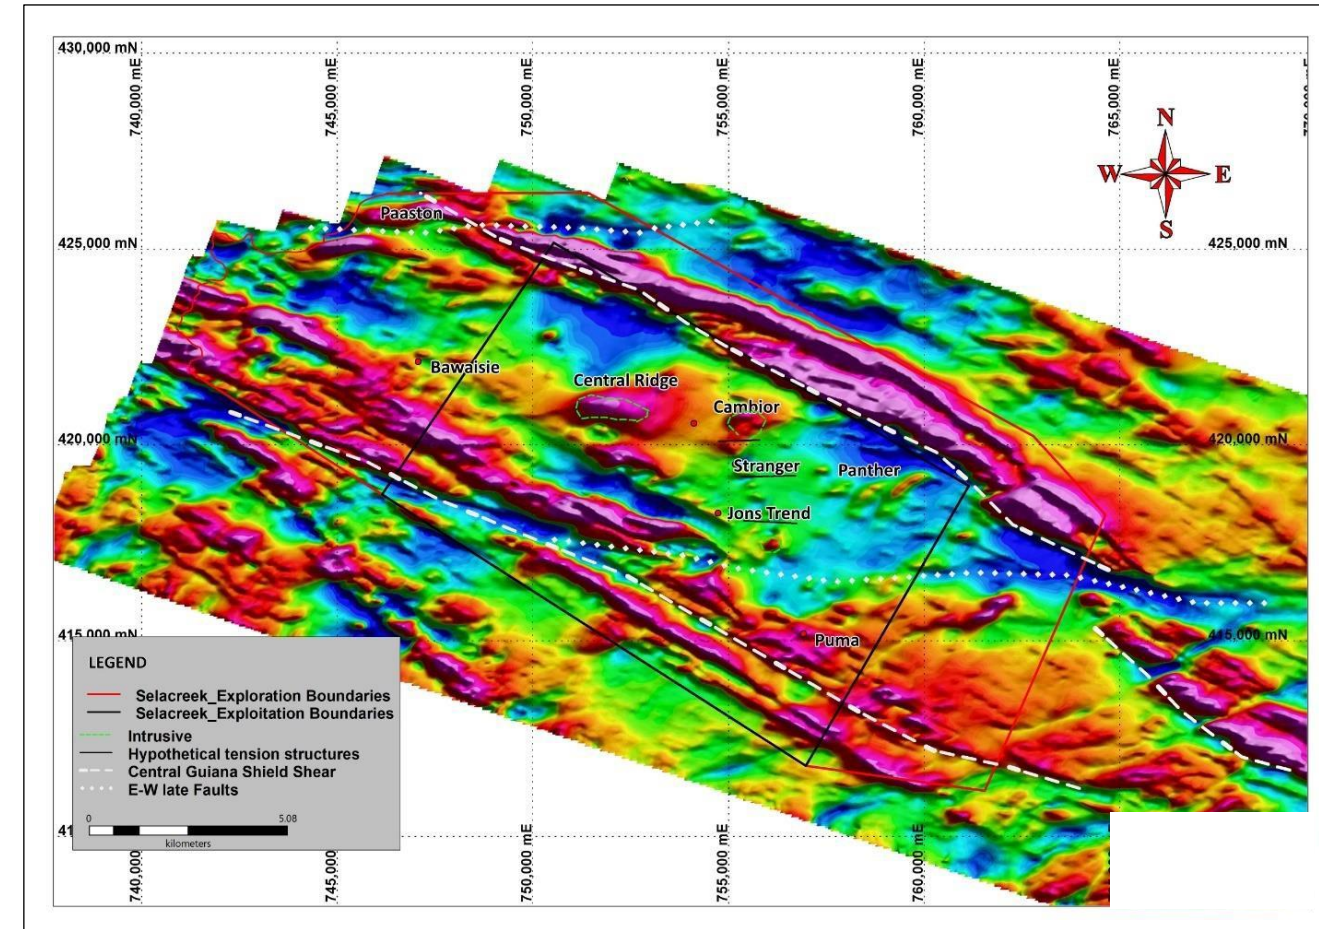 430,000 mN
740,000 mE
745,000 mE
750,000 mE
755,000 mE
760,000 mE
765,000 mE
N
W
E
S
425,000 mN
425,000 mN
Paaston
Bawaisie
Central Ridge
Cambior
420,000 mN
420,000 mN
Stranger
Panther
Jons Trend
415,000 mN
415,000 mN
Puma
LEGEND
Selacreek_Exploration Boundaries
Selacreek_Exploitation Boundaries
Intrusive
Hypothetical tension structures
Central Guiana Shield Shear
E-W late Faults
0
5.08
kilometers
41
740,000 mE
745,000 mE
750,000 mE
755,000 mE
760,000 mE